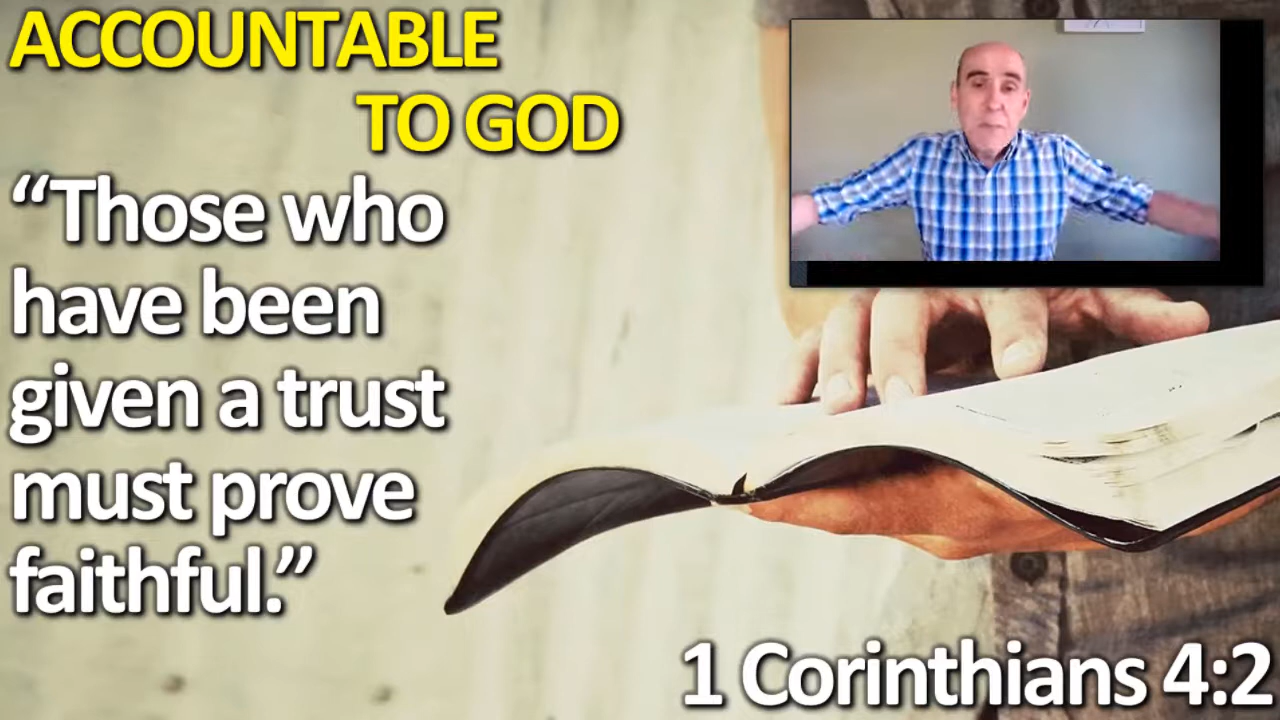 ACCOUNTABLE
TO GOD
“Those who
have been
given a trust
must prove
faithful.”
1 Corinthians 4:2